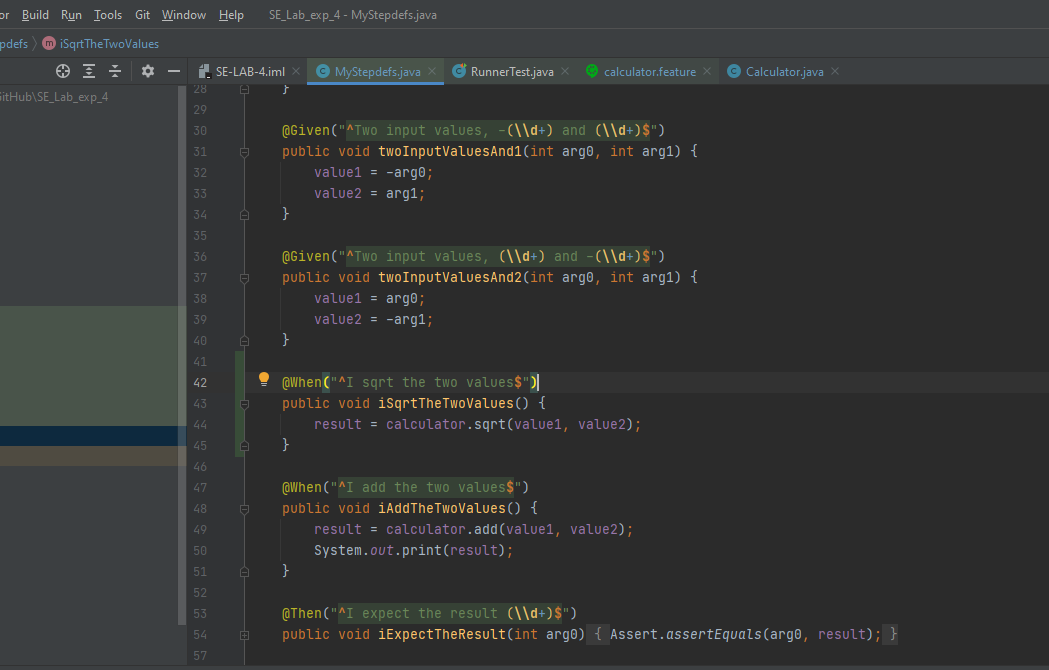 or Build Run Tools Git Window Help SE_Lab_exp_4 - MyStepdefs.java
pdefs m iSqrtTheTwoValues
SE-LAB-4.iml MyStepdefs.java RunnerTest.java calculator.feature Calculator.java
GitHub\SE_Lab_exp_4
28 }
29
30 @Given("^Two input values, -(\\d+) and (\\d+)$")
31 public void twoInputValuesAnd1(int arg0, int arg1) {
32 value1 = -arg0;
33 value2 = arg1;
34 }
35
36 @Given("^Two input values, (\\d+) and -(\\d+)$")
37 public void twoInputValuesAnd2(int arg0, int arg1) {
38 value1 = arg0;
39 value2 = -arg1;
40 }
41
42 @When("^I sqrt the two values$")
43 public void iSqrtTheTwoValues() {
44 result = calculator.sqrt(value1, value2);
45 }
46
47 @When("^I add the two values$")
48 public void iAddTheTwoValues() {
49 result = calculator.add(value1, value2);
50 System.out.print(result);
51 }
52
53 @Then("^I expect the result (\\d+)$")
54 public void iExpectTheResult(int arg0) { Assert.assertEquals(arg0, result); }
57